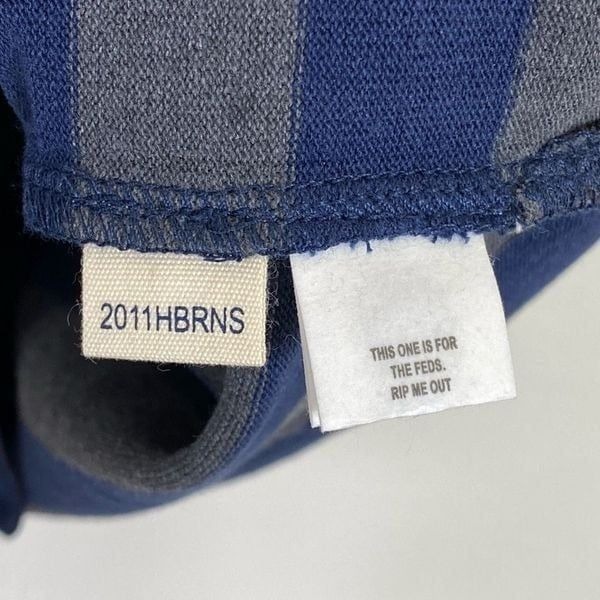 2011HBRNS
THIS ONE IS FOR
THE FEDS.
RIP ME OUT